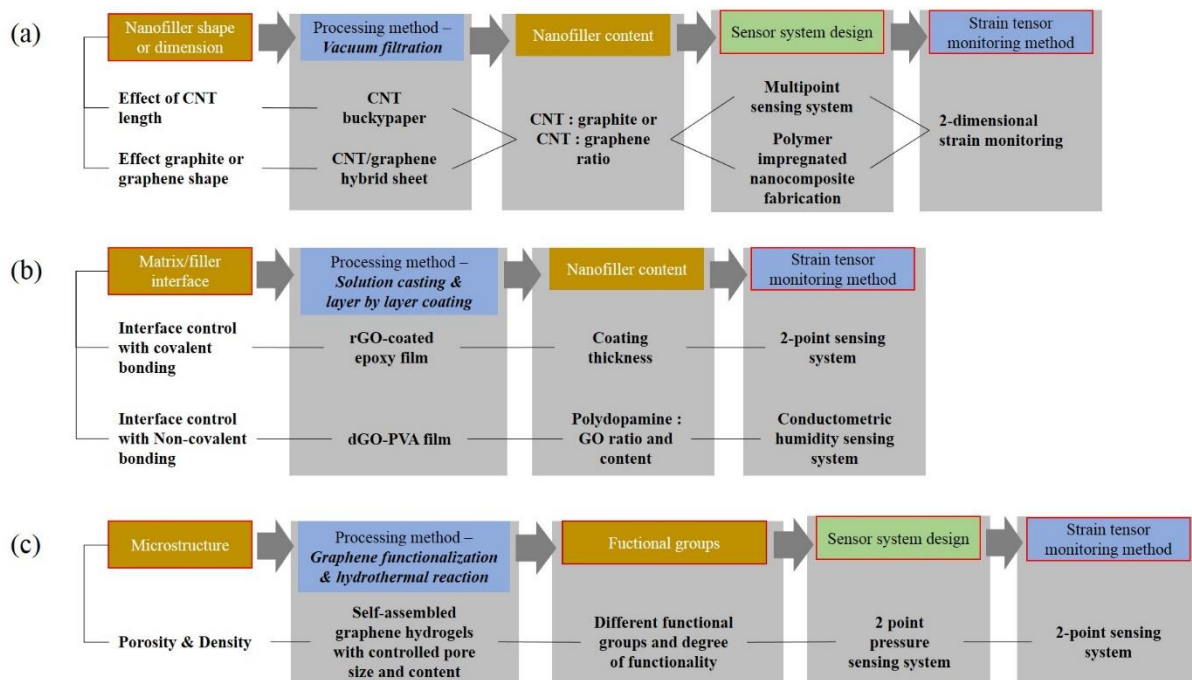 (a)
Nanofiller shape
or dimension
Processing method –
Vacuum filtration
Nanofiller content
Sensor system design
Strain tensor
monitoring method
Effect of CNT
length
CNT
buckypaper
Effect graphite or
graphene shape
CNT/graphene
hybrid sheet
CNT : graphite or
CNT : graphene
ratio
Multipoint
sensing system
Polymer
impregnated
nanocomposite
fabrication
2-dimensional
strain monitoring
(b)
Matrix/filler
interface
Processing method –
Solution casting &
layer by layer coating
Nanofiller content
Strain tensor
monitoring method
Interface control
with covalent
bonding
rGO-coated
epoxy film
Coating
thickness
2-point sensing
system
Interface control
with Non-covalent
bonding
dGO-PVA film
Polydopamine :
GO ratio and
content
Conductometric
humidity sensing
system
(c)
Microstructure
Processing method –
Graphene functionalization
& hydrothermal reaction
Fuctional groups
Sensor system design
Strain tensor
monitoring method
Porosity & Density
Self-assembled
graphene hydrogels
with controlled pore
size and content
Different functional
groups and degree
of functionality
2 point
pressure
sensing system
2-point sensing
system